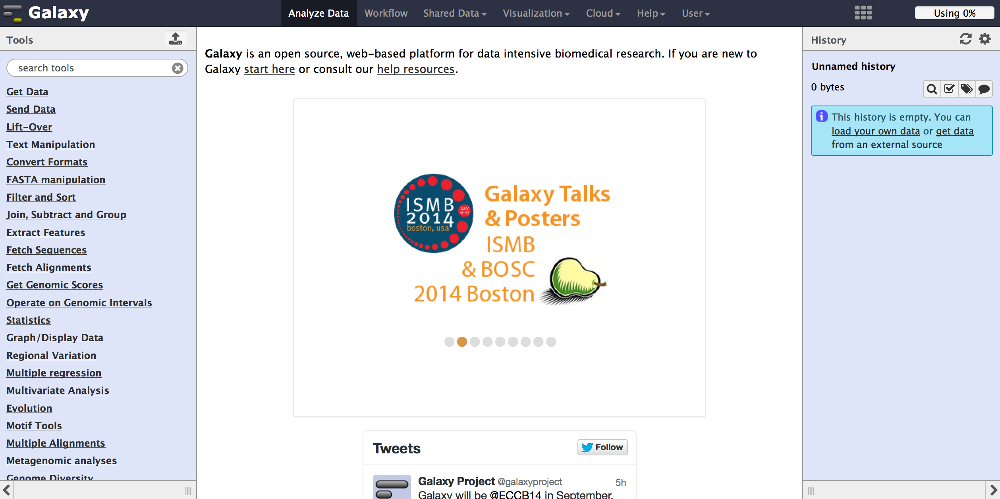 Galaxy
Analyze Data
Workflow
Shared Data
Visualization
Cloud
Help
User
Using 0%
Tools
search tools
Get Data
Send Data
Lift-Over
Text Manipulation
Convert Formats
FASTA manipulation
Filter and Sort
Join, Subtract and Group
Extract Features
Fetch Sequences
Fetch Alignments
Get Genomic Scores
Operate on Genomic Intervals
Statistics
Graph/Display Data
Regional Variation
Multiple regression
Multivariate Analysis
Evolution
Motif Tools
Multiple Alignments
Metagenomic analyses
Genome Diversity
Galaxy is an open source, web-based platform for data intensive biomedical research. If you are new to
Galaxy start here or consult our help resources.
ISMB
2014
boston, usa
JULY
Galaxy Talks
& Posters
ISMB
& BOSC
2014 Boston
Tweets
Follow
Galaxy Project @galaxyproject
5h
Galaxy will be @ECCB14 in September.
History
Unnamed history
0 bytes
This history is empty. You can
load your own data or get data
from an external source